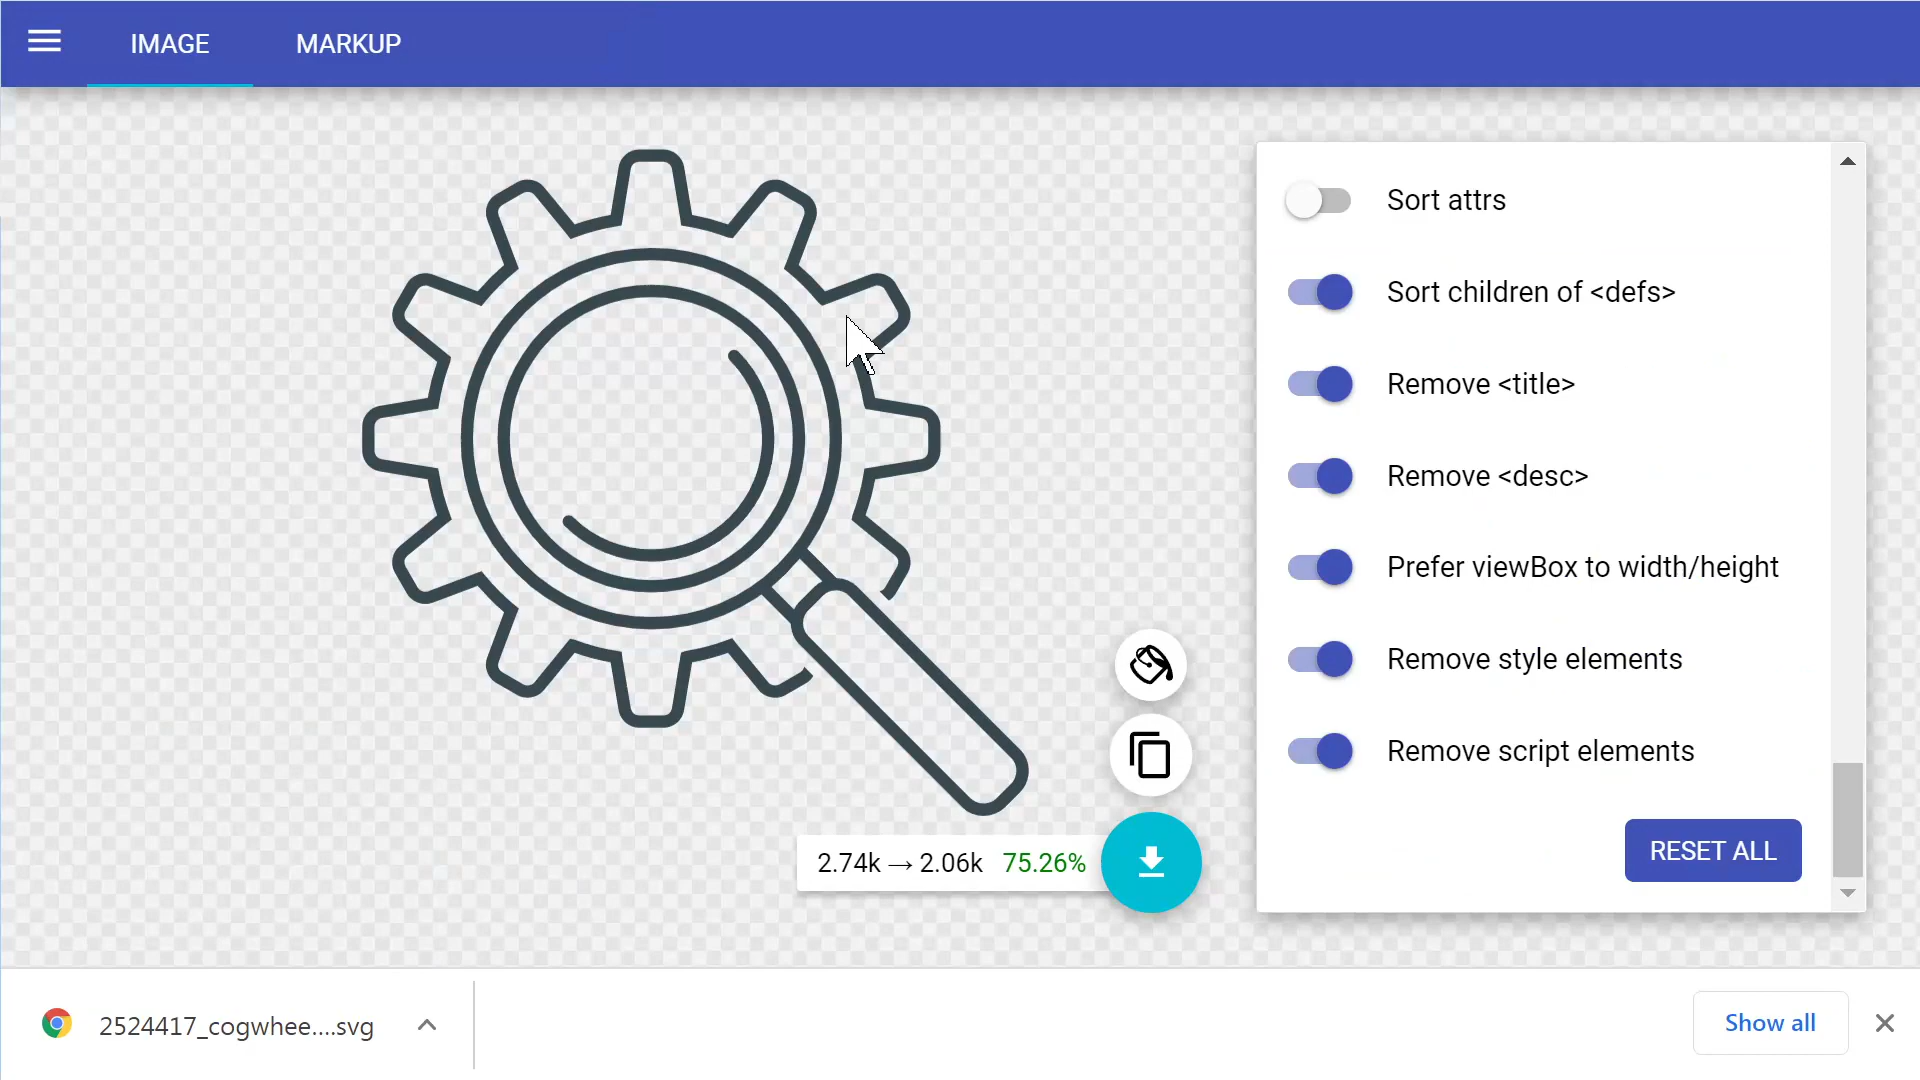 IMAGE MARKUP
Sort attrs
Sort children of <defs>
Remove <title>
Remove <desc>
Prefer viewBox to width/height
Remove style elements
Remove script elements
RESET ALL
2.74k → 2.06k 75.26%
2524417_cogwhee....svg
Show all